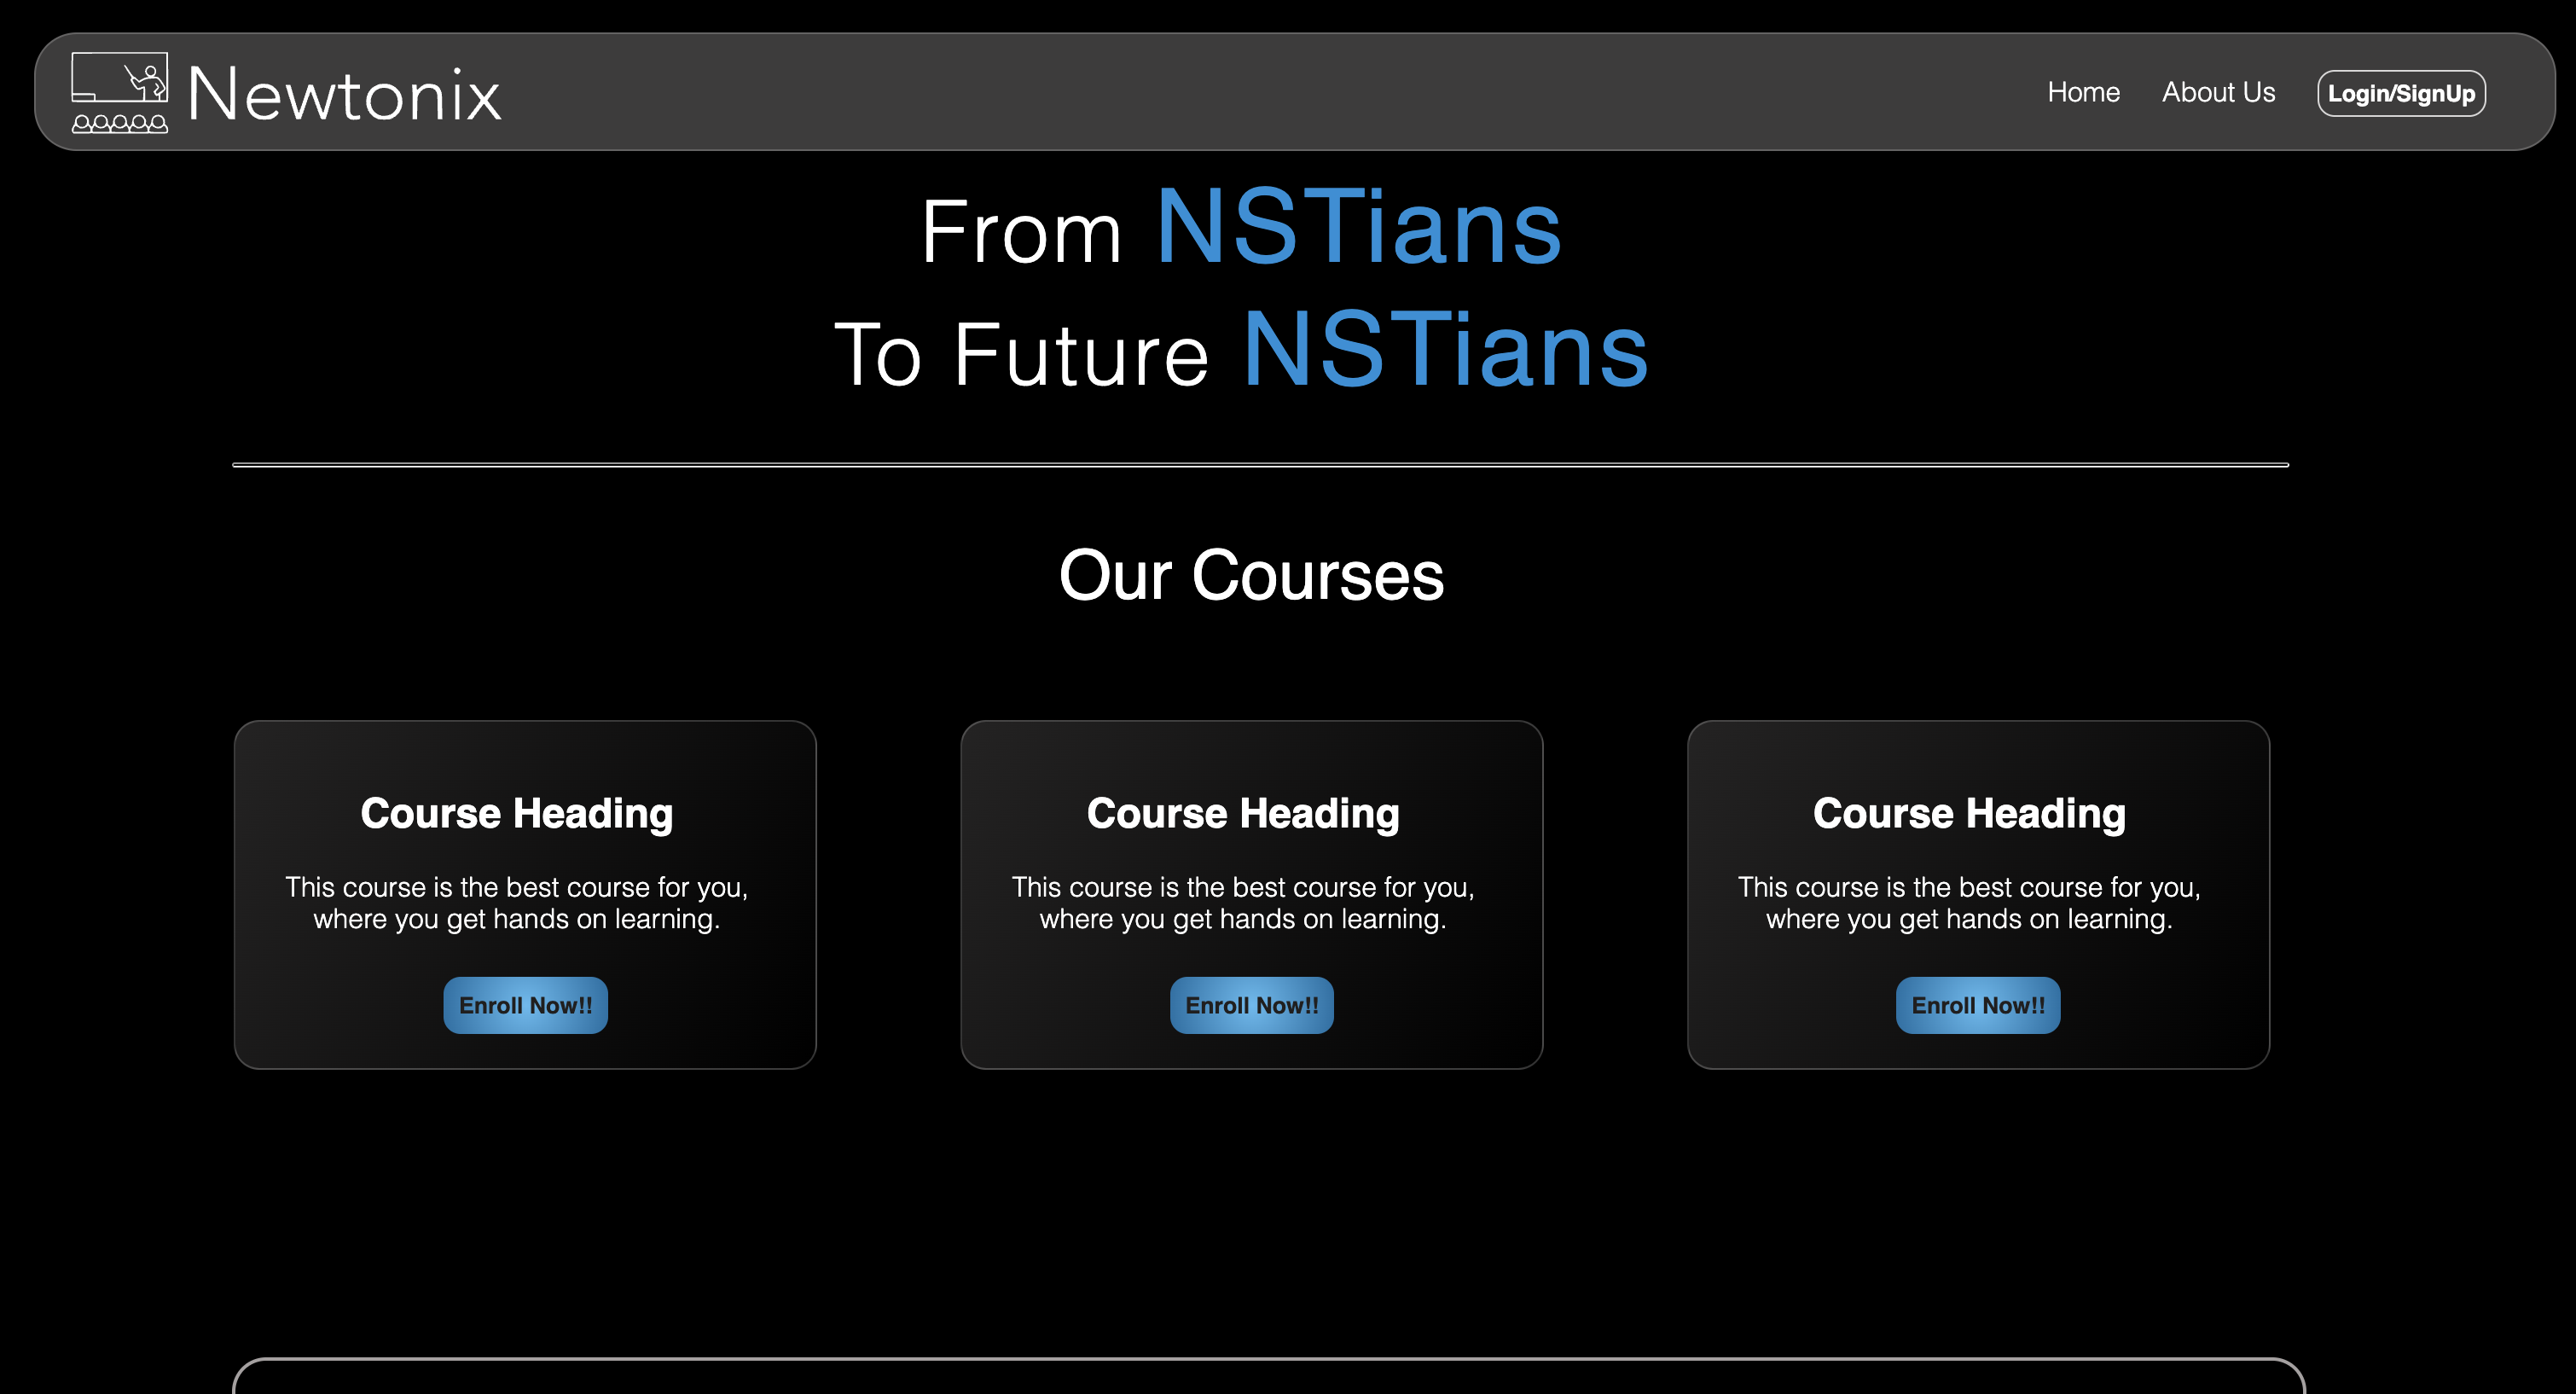 Newtonix
Home About Us Login/SignUp
From NSTians
To Future NSTians
Our Courses
Course Heading
This course is the best course for you,
where you get hands on learning.
Enroll Now!!
Course Heading
This course is the best course for you,
where you get hands on learning.
Enroll Now!!
Course Heading
This course is the best course for you,
where you get hands on learning.
Enroll Now!!